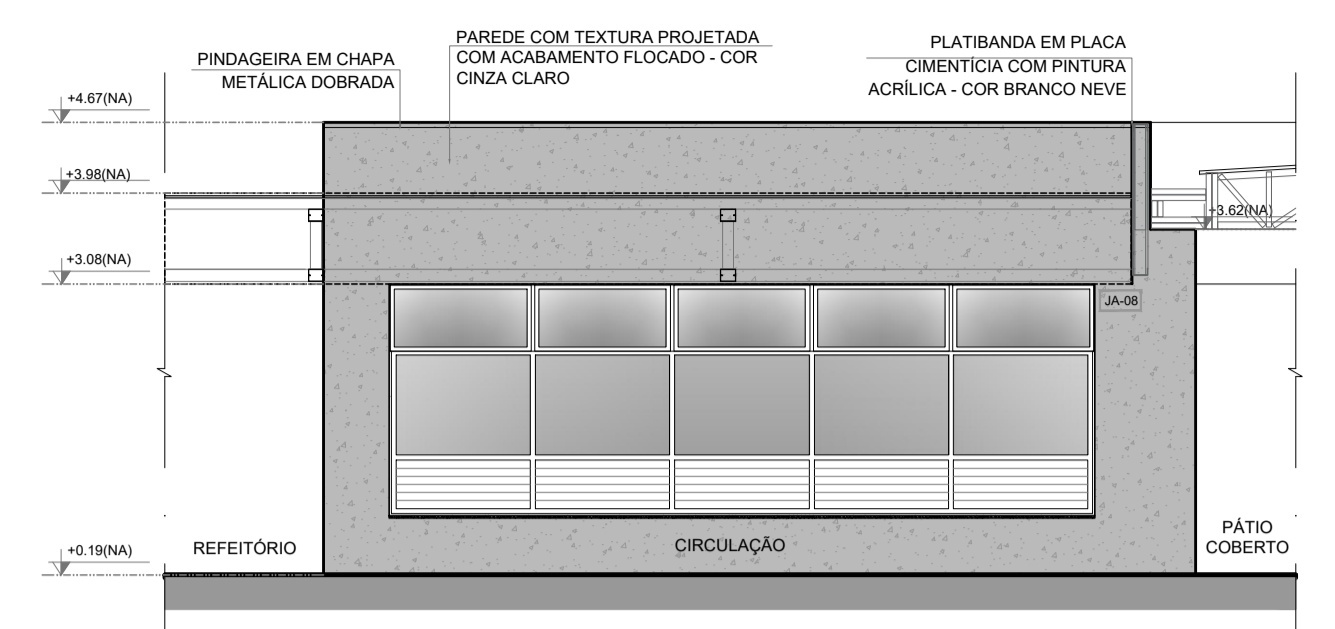 PINDAGEIRA EM CHAPA
METÁLICA DOBRADA
PAREDE COM TEXTURA PROJETADA
COM ACABAMENTO FLOCADO - COR
CINZA CLARO
PLATIBANDA EM PLACA
CIMENTÍCIA COM PINTURA
ACRÍLICA - COR BRANCO NEVE
+4.67(NA)
+3.98(NA)
+3.62(NA)
+3.08(NA)
JA-08
+0.19(NA)
REFEITÓRIO
CIRCULAÇÃO
PÁTIO
COBERTO